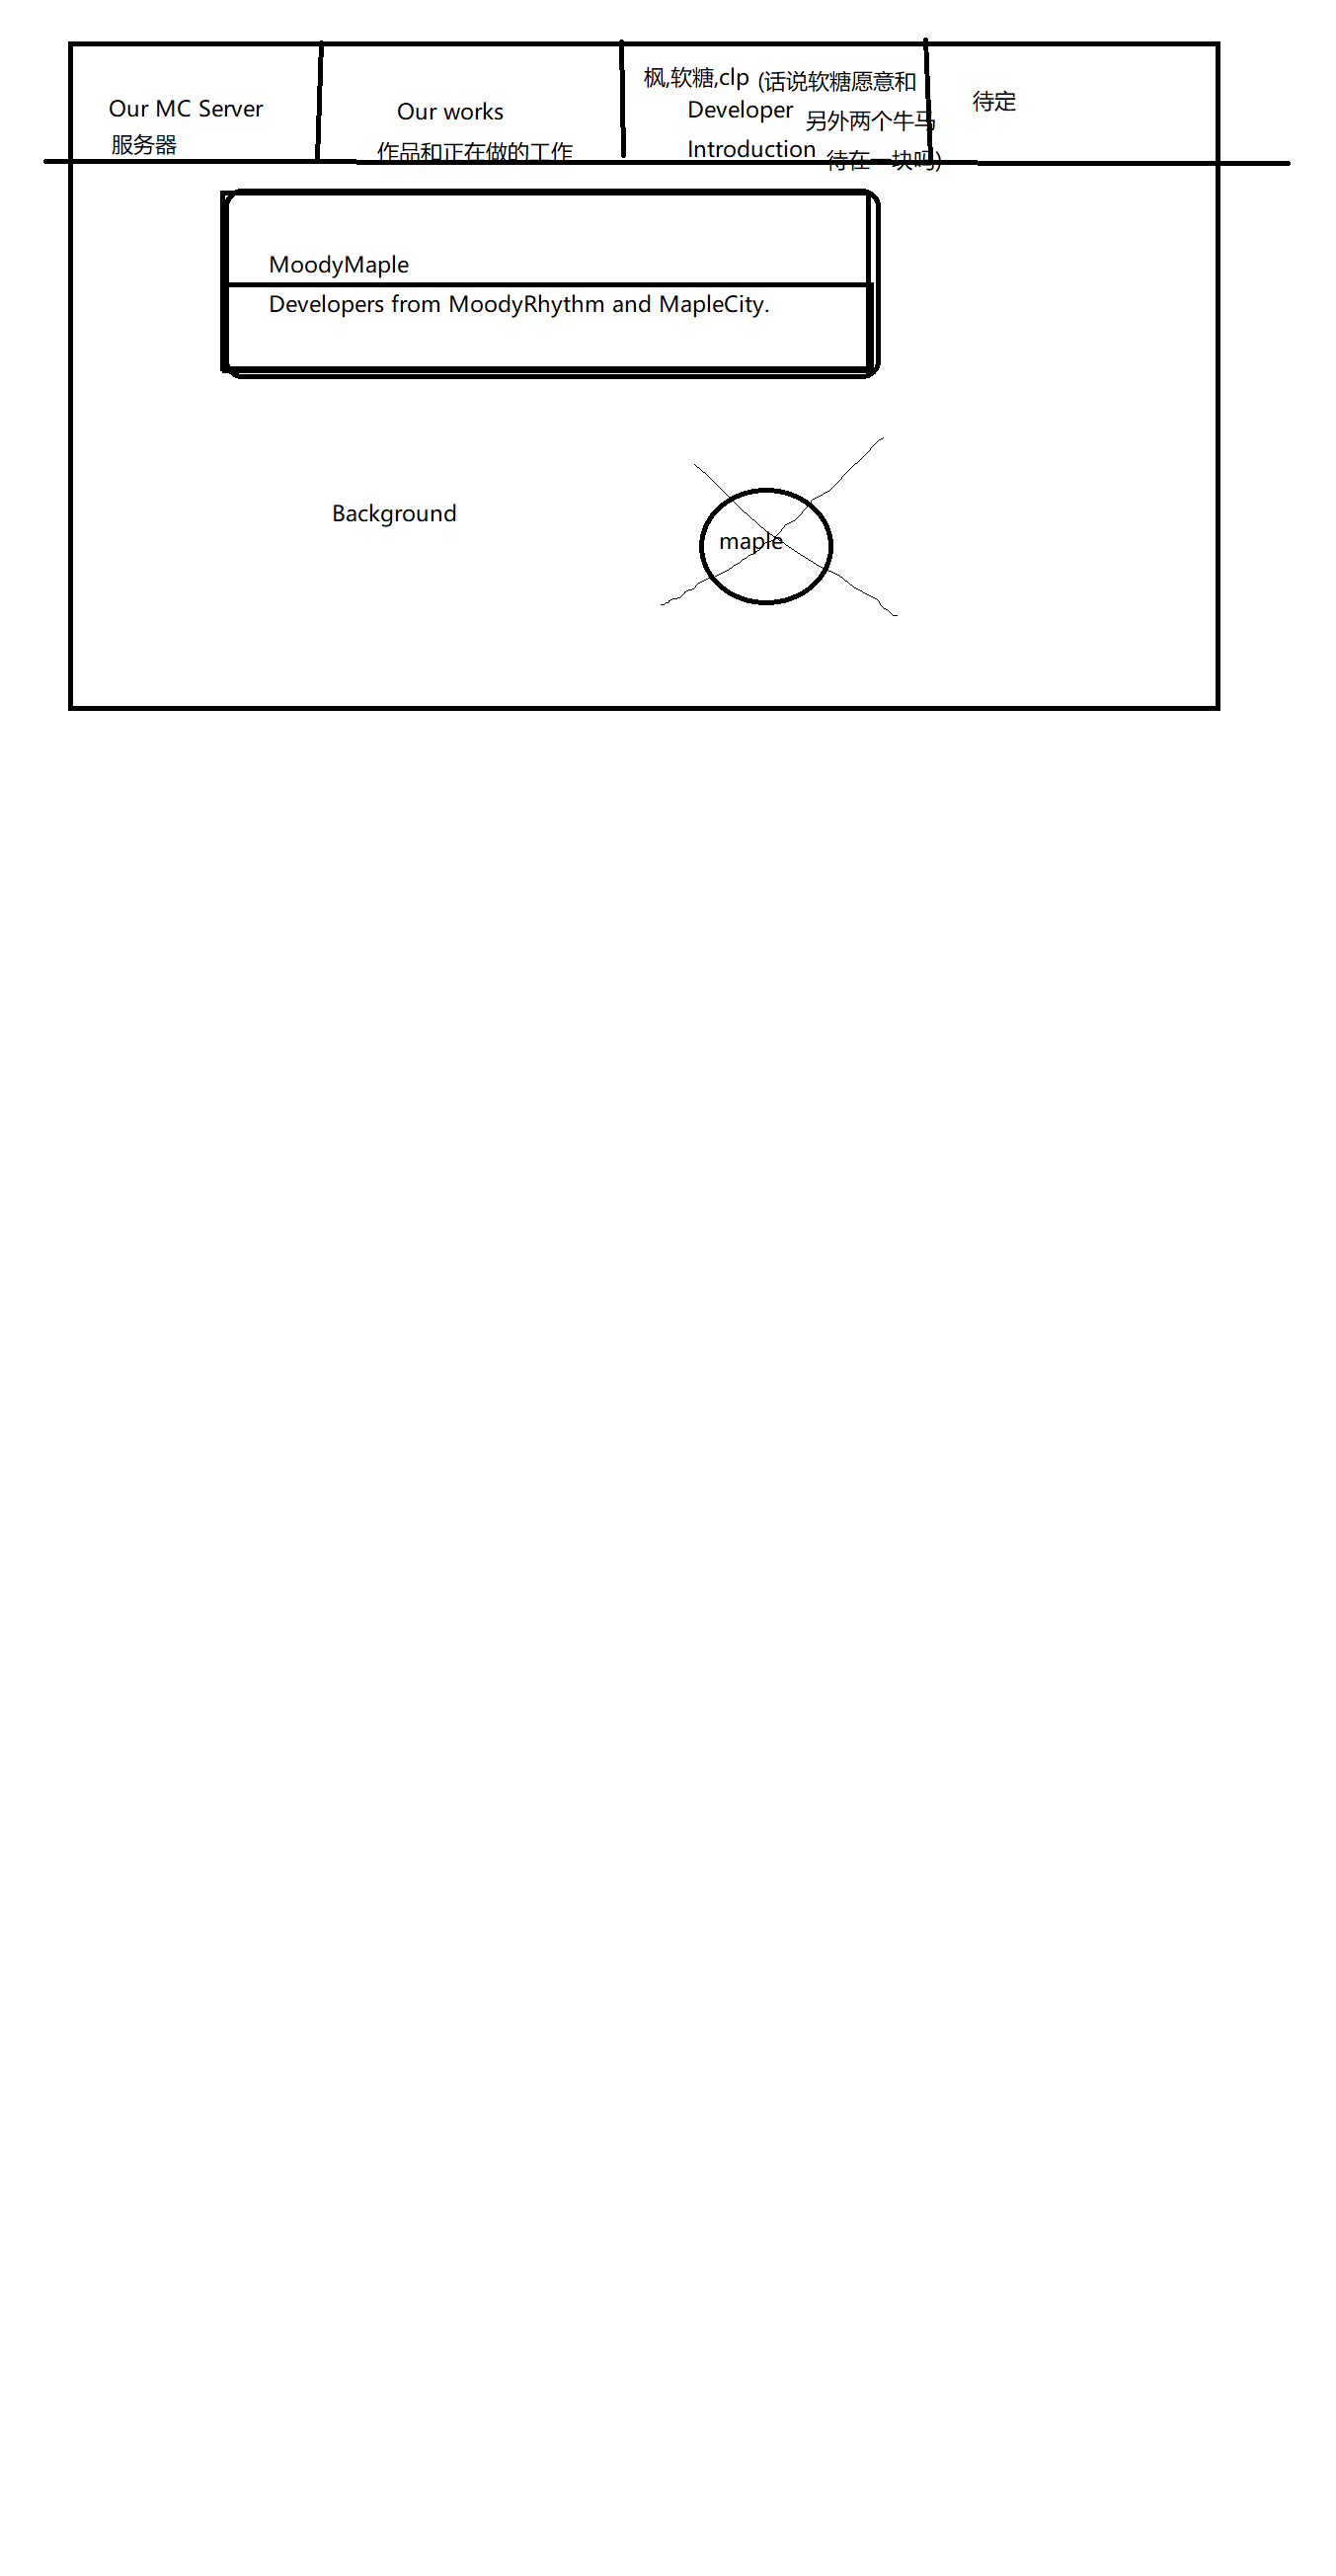 Our MC Server
服务器
Our works
作品和正在做的工作
枫,软糖,clp
(话说软糖愿意和
Developer
另外两个牛马
Introduction
待在一块吗)
待定
MoodyMaple
Developers from MoodyRhythm and MapleCity.
Background
maple